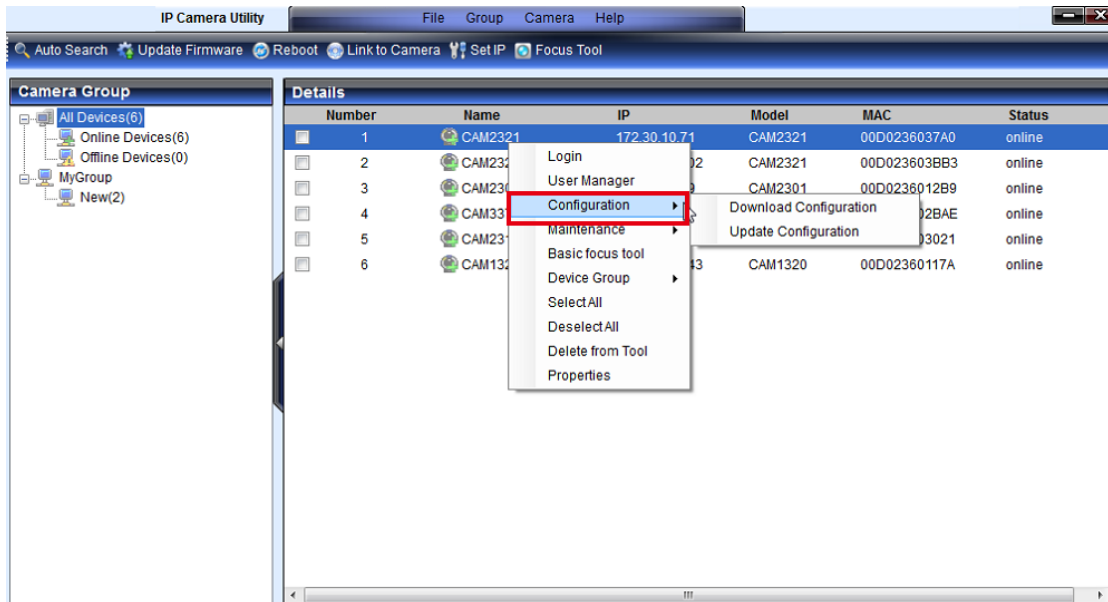 IP Camera Utility File Group Camera Help
Auto Search Update Firmware Reboot Link to Camera Set IP Focus Tool
Camera Group
All Devices(6)
Online Devices(6)
Offline Devices(0)
MyGroup
New(2)
Details
Number Name IP Model MAC Status
1 CAM2321 172.30.10.71 CAM2321 00D0236037A0 online
2 CAM232 02 CAM2321 00D023603BB3 online
3 CAM230 9 CAM2301 00D0236012B9 online
4 CAM33 02BAE online
5 CAM231 03021 online
6 CAM132 43 CAM1320 00D02360117A online
Login
User Manager
Configuration
Maintenance
Basic focus tool
Device Group
Select All
Deselect All
Delete from Tool
Properties
Download Configuration
Update Configuration